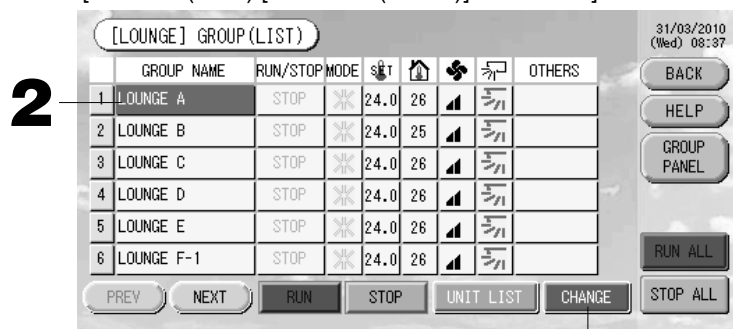 [LOUNGE] GROUP(LIST)
31/03/2010
(Wed) 08:37
GROUP NAME RUN/STOP MODE SET OTHERS
BACK
2
1 LOUNGE A STOP 24.0 26
HELP
2 LOUNGE B STOP 24.0 25
GROUP
PANEL
3 LOUNGE C STOP 24.0 26
4 LOUNGE D STOP 24.0 26
5 LOUNGE E STOP 24.0 26
6 LOUNGE F-1 STOP 24.0 26
RUN ALL
PREV NEXT RUN STOP UNIT LIST CHANGE STOP ALL